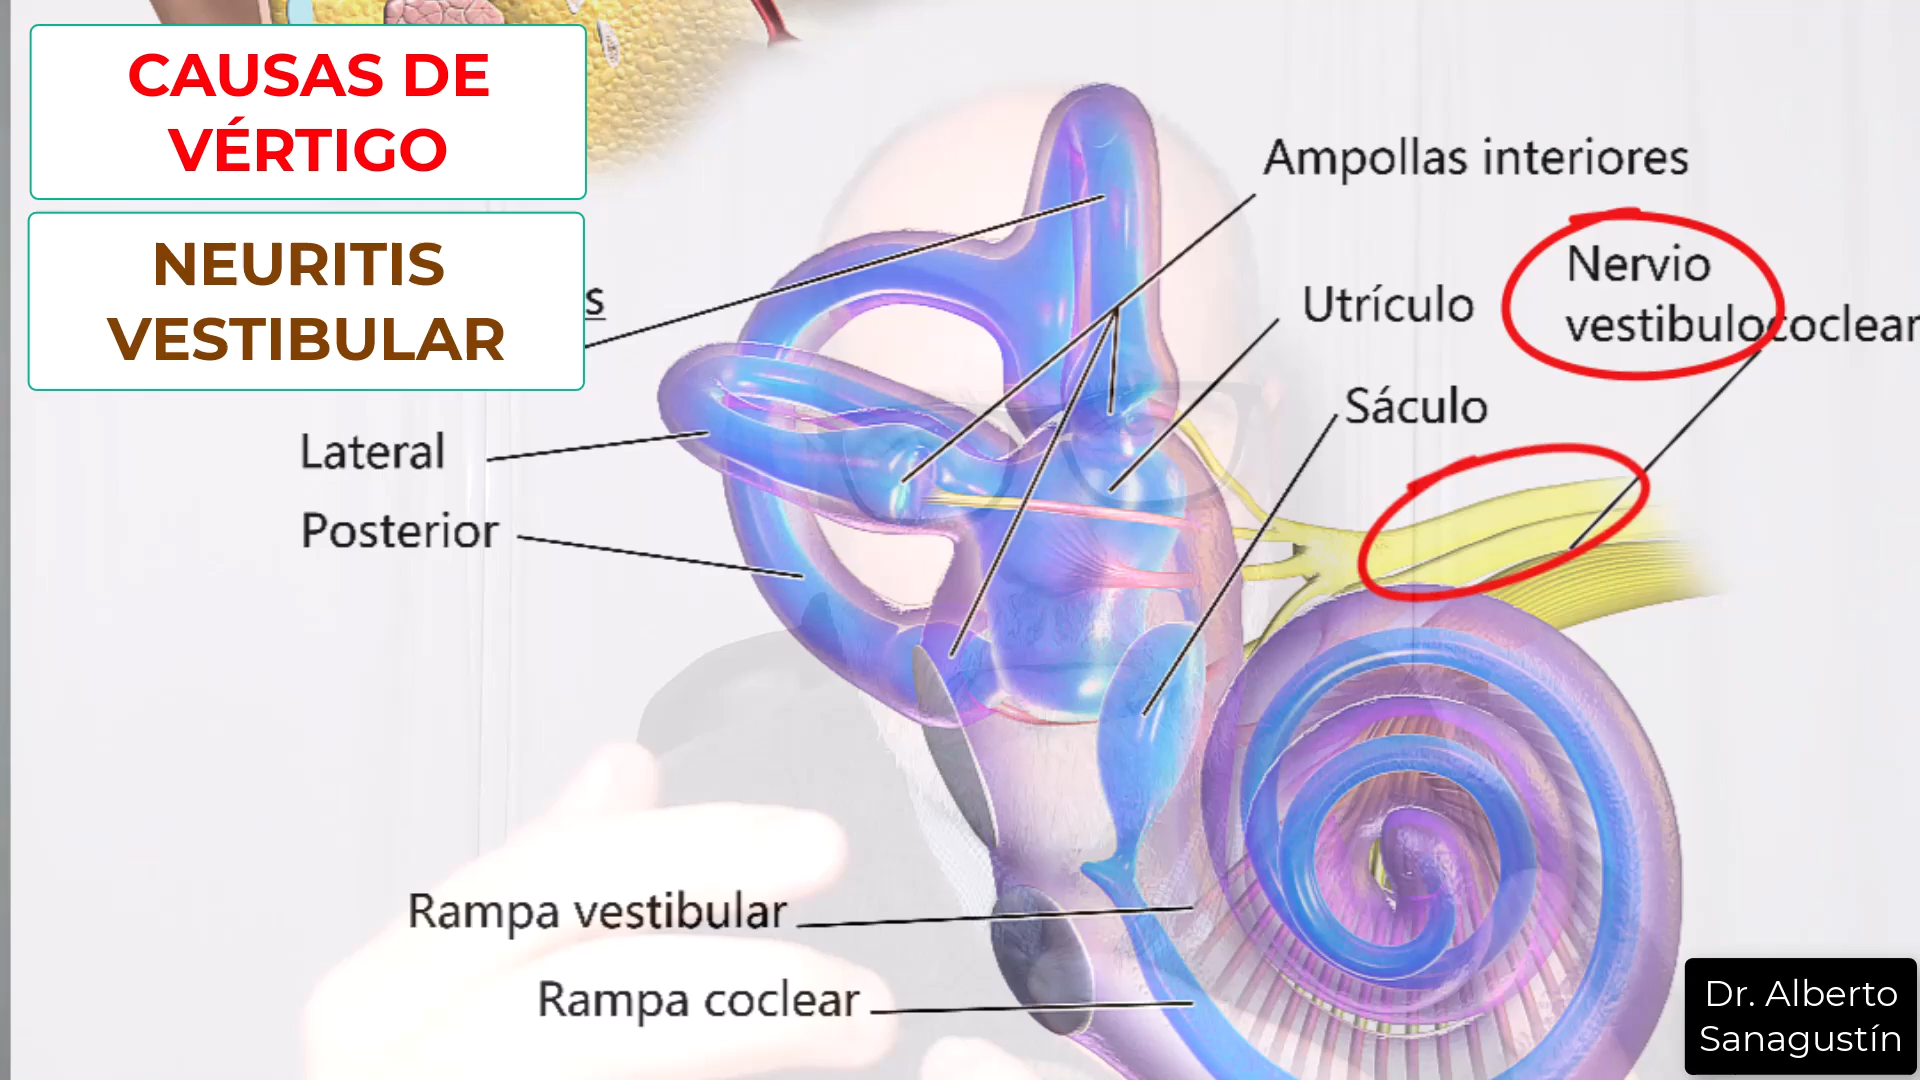 CAUSAS DE
VÉRTIGO
NEURITIS
VESTIBULAR
s
Ampollas interiores
Nervio
vestibulococlear
Utrículo
Sáculo
Lateral
Posterior
Rampa vestibular
Rampa coclear
Dr. Alberto
Sanagustín